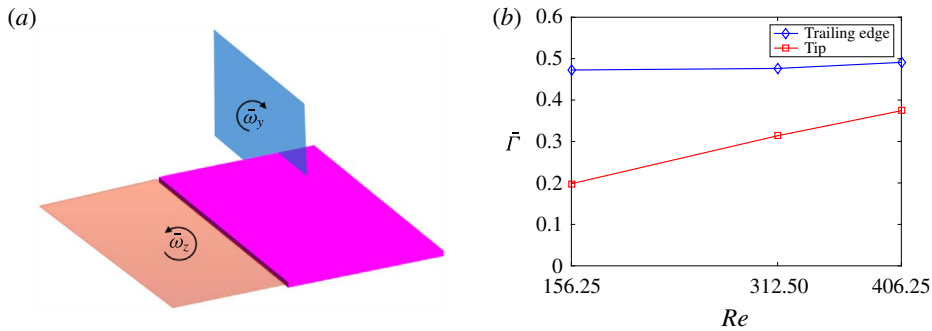 (a)
ω̄y
ω̄z
(b)
0.6
0.5
0.4
0.3
0.2
0.1
0
Γ̄
Trailing edge
Tip
156.25
312.50
406.25
Re